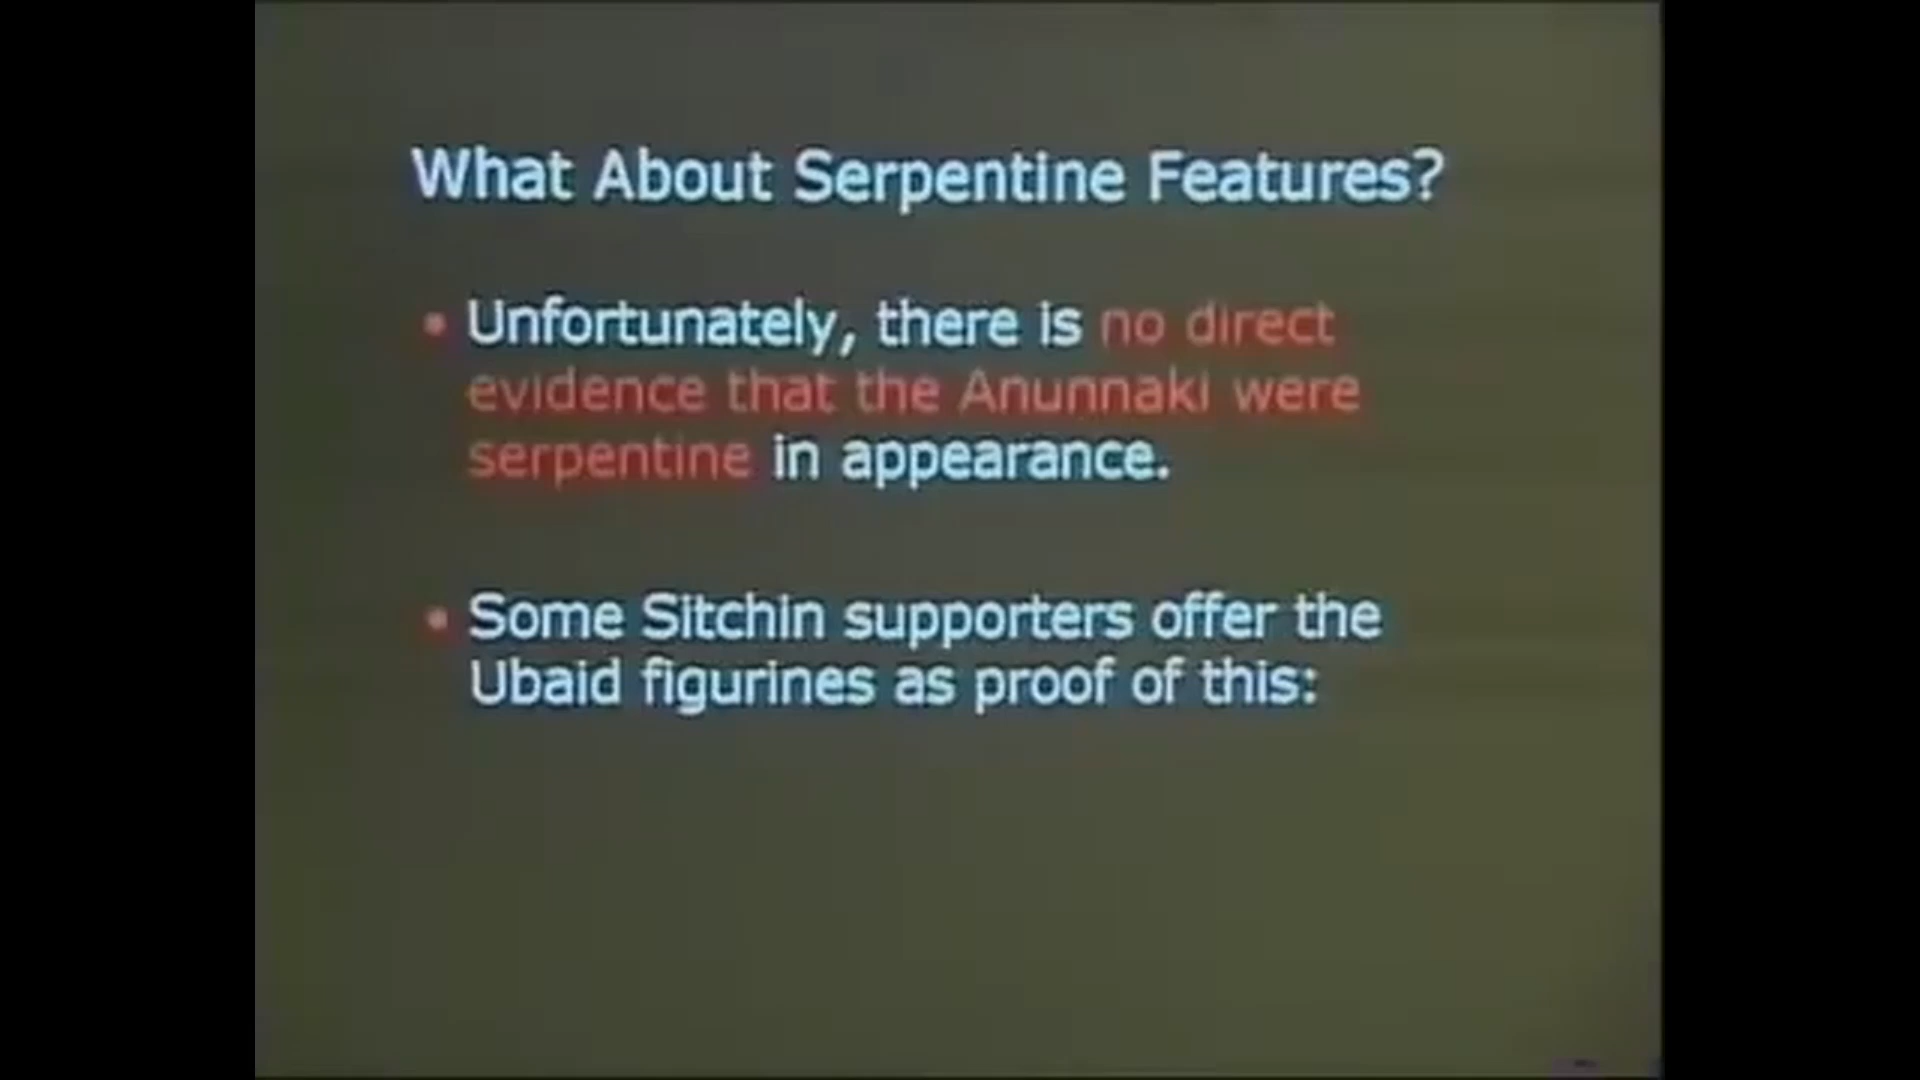 What About Serpentine Features?
• Unfortunately, there is no direct
evidence that the Anunnaki were
serpentine in appearance.
• Some Sitchin supporters offer the
Ubaid figurines as proof of this: